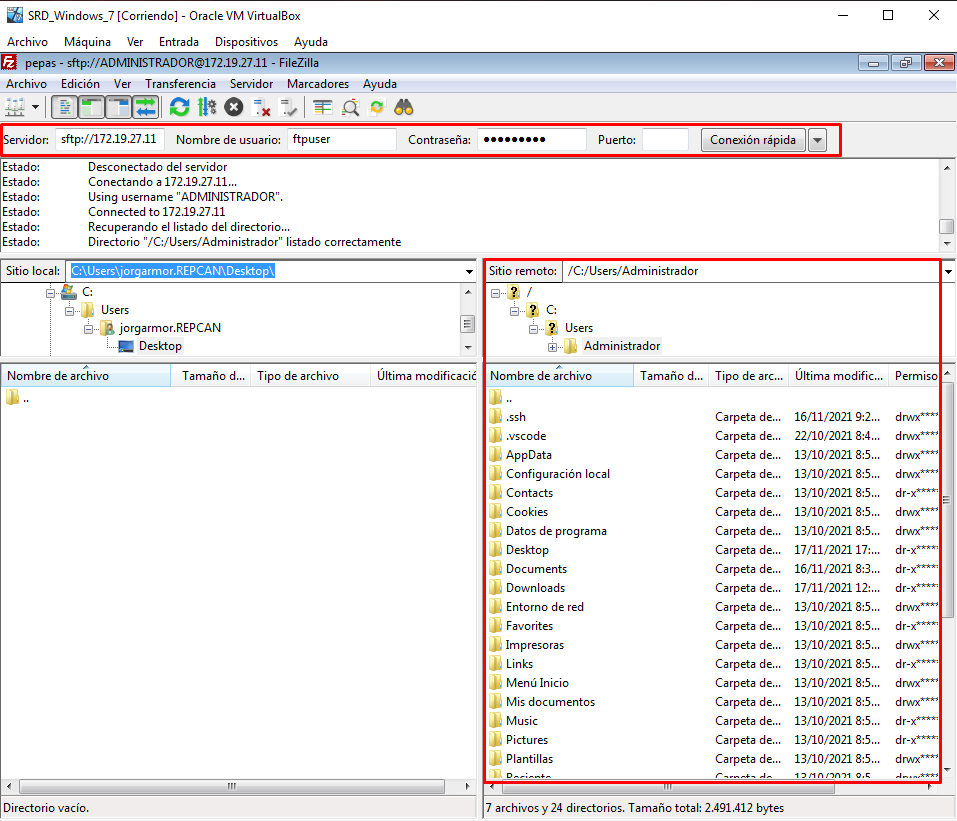 SRD_Windows_7 [Corriendo] - Oracle VM VirtualBox
Archivo Máquina Ver Entrada Dispositivos Ayuda
pepas - sftp://ADMINISTRADOR@172.19.27.11 - FileZilla
Archivo Edición Ver Transferencia Servidor Marcadores Ayuda
Servidor: sftp://172.19.27.11 Nombre de usuario: ftpuser Contraseña: ●●●●●●●●● Puerto: Conexión rápida
Estado: Desconectado del servidor
Estado: Conectando a 172.19.27.11...
Estado: Using username "ADMINISTRADOR".
Estado: Connected to 172.19.27.11
Estado: Recuperando el listado del directorio...
Estado: Directorio "/C:/Users/Administrador" listado correctamente
Sitio local: C:\Users\jorgarmor.REPCAN\Desktop\
C:
Users
jorgarmor.REPCAN
Desktop
Nombre de archivo Tamaño d... Tipo de archivo Última modificació
..
Directorio vacío.
Sitio remoto: /C:/Users/Administrador
/
C:
Users
Administrador
Nombre de archivo Tamaño d... Tipo de arc... Última modific... Permiso
..
.ssh Carpeta de... 16/11/2021 9:2... drwx****
.vscode Carpeta de... 22/10/2021 8:4... drwx****
AppData Carpeta de... 13/10/2021 8:5... drwx****
Configuración local Carpeta de... 13/10/2021 8:5... drwx****
Contacts Carpeta de... 13/10/2021 8:5... dr-x****
Cookies Carpeta de... 13/10/2021 8:5... drwx****
Datos de programa Carpeta de... 13/10/2021 8:5... drwx****
Desktop Carpeta de... 17/11/2021 17:... dr-x****
Documents Carpeta de... 16/11/2021 8:3... dr-x****
Downloads Carpeta de... 17/11/2021 12:... dr-x****
Entorno de red Carpeta de... 13/10/2021 8:5... drwx****
Favorites Carpeta de... 13/10/2021 8:5... dr-x****
Impresoras Carpeta de... 13/10/2021 8:5... drwx****
Links Carpeta de... 13/10/2021 8:5... dr-x****
Menú Inicio Carpeta de... 13/10/2021 8:5... drwx****
Mis documentos Carpeta de... 13/10/2021 8:5... drwx****
Music Carpeta de... 13/10/2021 8:5... dr-x****
Pictures Carpeta de... 13/10/2021 8:5... dr-x****
Plantillas Carpeta de... 13/10/2021 8:5... drwx****
Reciente Carpeta de... 13/10/2021 8:5... drwx****
7 archivos y 24 directorios. Tamaño total: 2.491.412 bytes